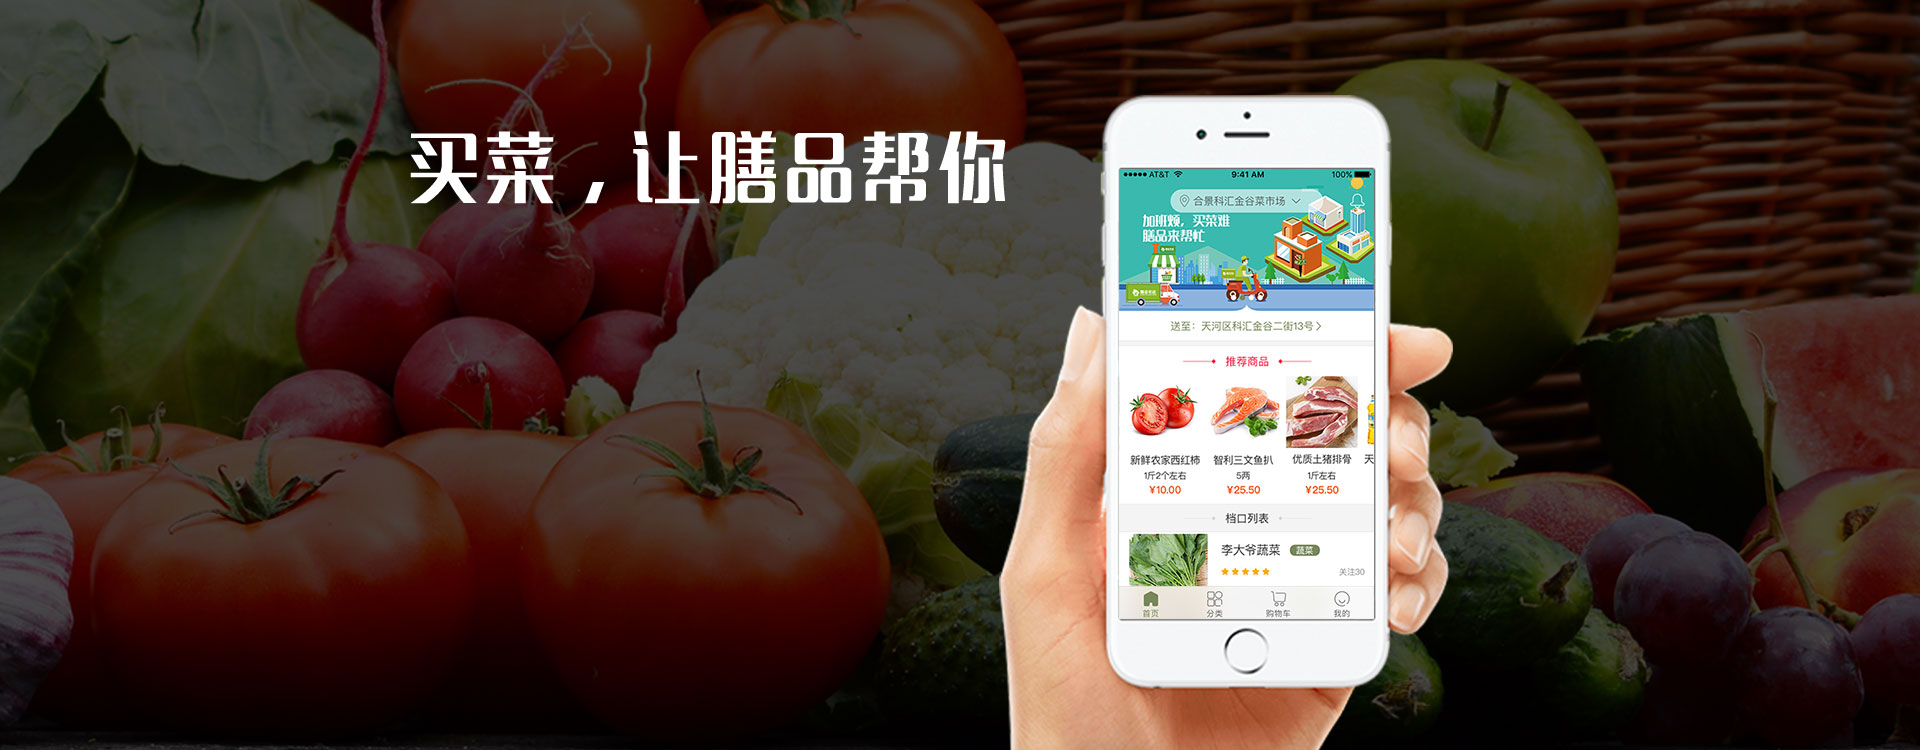 买菜，让膳品帮你
AT&T 9:41 AM 100%
合景科汇金谷菜市场
加班频，买菜难
膳品来帮忙
送至：天河区科汇金谷二街13号
推荐商品
新鲜农家西红柿 智利三文鱼扒 优质土猪排骨 天
1斤2个左右 5两 1斤左右
¥10.00 ¥25.50 ¥25.50
档口列表
李大爷蔬菜 蔬菜
关注30
首页 分类 购物车 我的